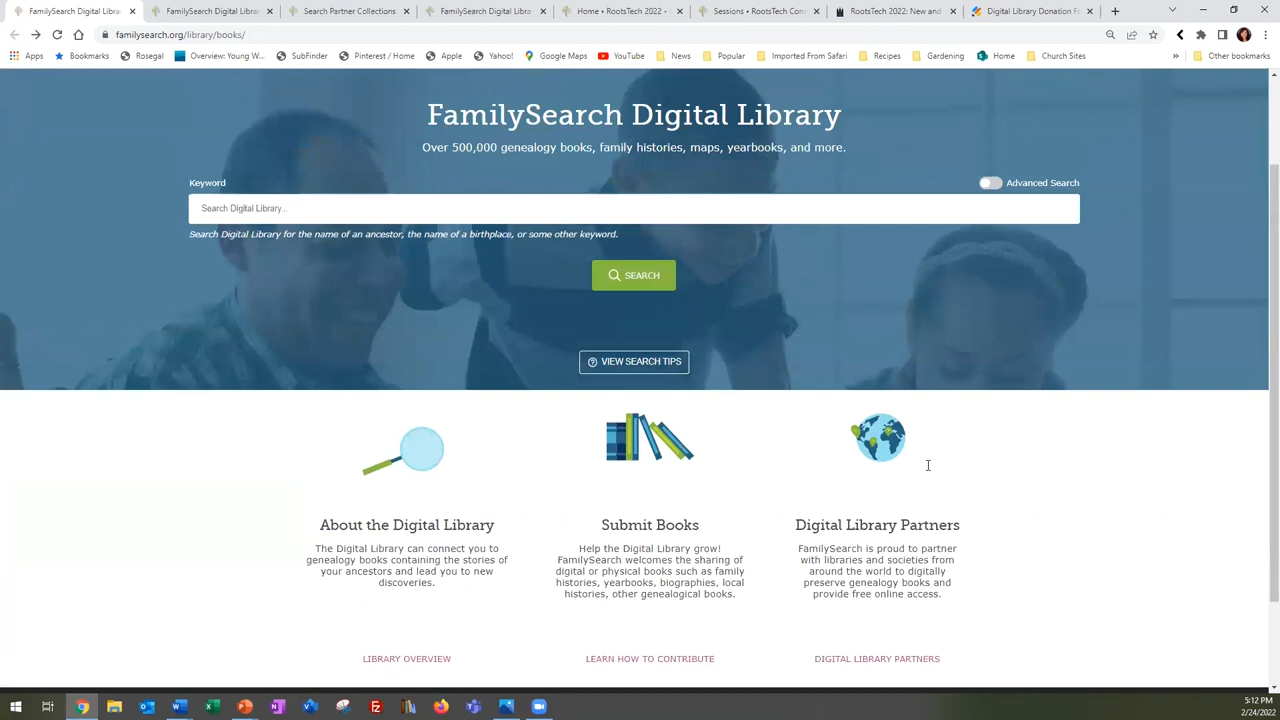 FamilySearch Digital Librar
FamilySearch Digital Librar
Search Partner Collections
FamilySearch Digital Libra
Home • RootsTech 2022 •
Sessions • RootsTech Con
RootsTech 2022: New and
Digital Library Donation Fe
familysearch.org/library/books/
Apps
Bookmarks
Rosegal
Overview: Young W...
SubFinder
Pinterest / Home
Apple
Yahoo!
Google Maps
YouTube
News
Popular
Imported From Safari
Recipes
Gardening
Home
Church Sites
»
Other bookmarks
FamilySearch Digital Library
Over 500,000 genealogy books, family histories, maps, yearbooks, and more.
Keyword
Advanced Search
Search Digital Library...
Search Digital Library for the name of an ancestor, the name of a birthplace, or some other keyword.
SEARCH
VIEW SEARCH TIPS
About the Digital Library
The Digital Library can connect you to
genealogy books containing the stories of
your ancestors and lead you to new
discoveries.
LIBRARY OVERVIEW
Submit Books
Help the Digital Library grow!
FamilySearch welcomes the sharing of
digital or physical books such as family
histories, yearbooks, biographies, local
histories, other genealogical books.
LEARN HOW TO CONTRIBUTE
Digital Library Partners
FamilySearch is proud to partner
with libraries and societies from
around the world to digitally
preserve genealogy books and
provide free online access.
DIGITAL LIBRARY PARTNERS
5:12 PM
2/24/2022